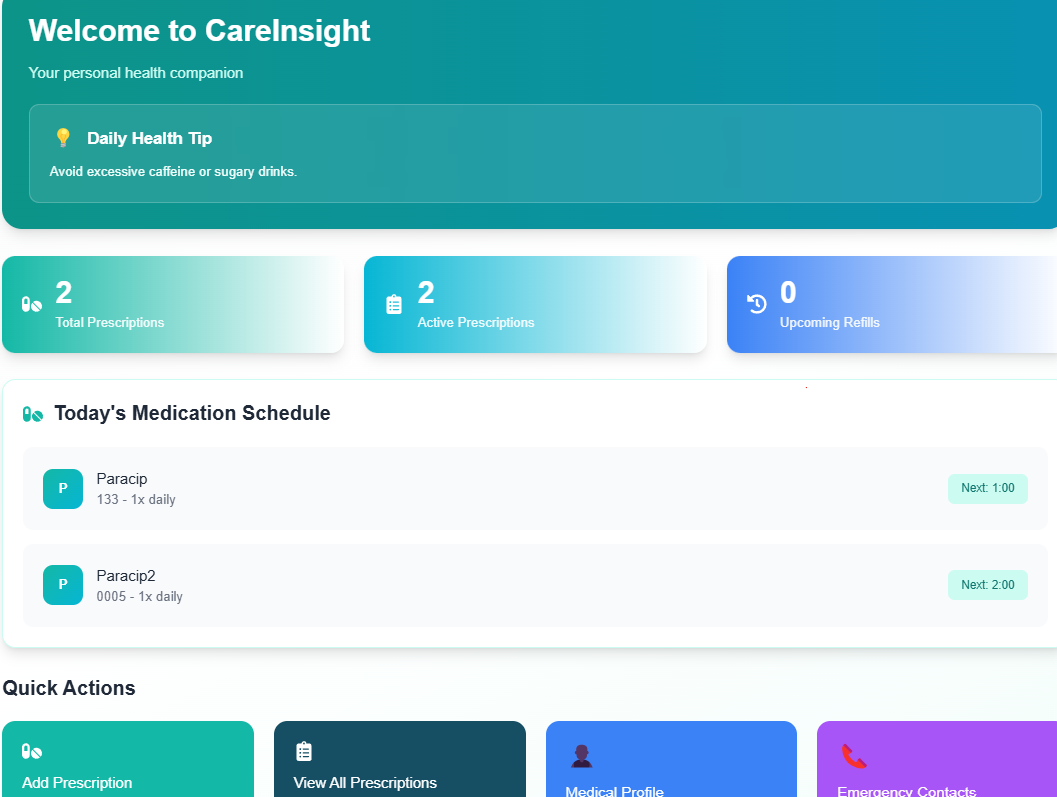 Welcome to CareInsight
Your personal health companion
Daily Health Tip
Avoid excessive caffeine or sugary drinks.
2
Total Prescriptions
2
Active Prescriptions
0
Upcoming Refills
Today's Medication Schedule
P
Paracip
133 - 1x daily
Next: 1:00
P
Paracip2
0005 - 1x daily
Next: 2:00
Quick Actions
Add Prescription
View All Prescriptions
Medical Profile
Emergency Contacts